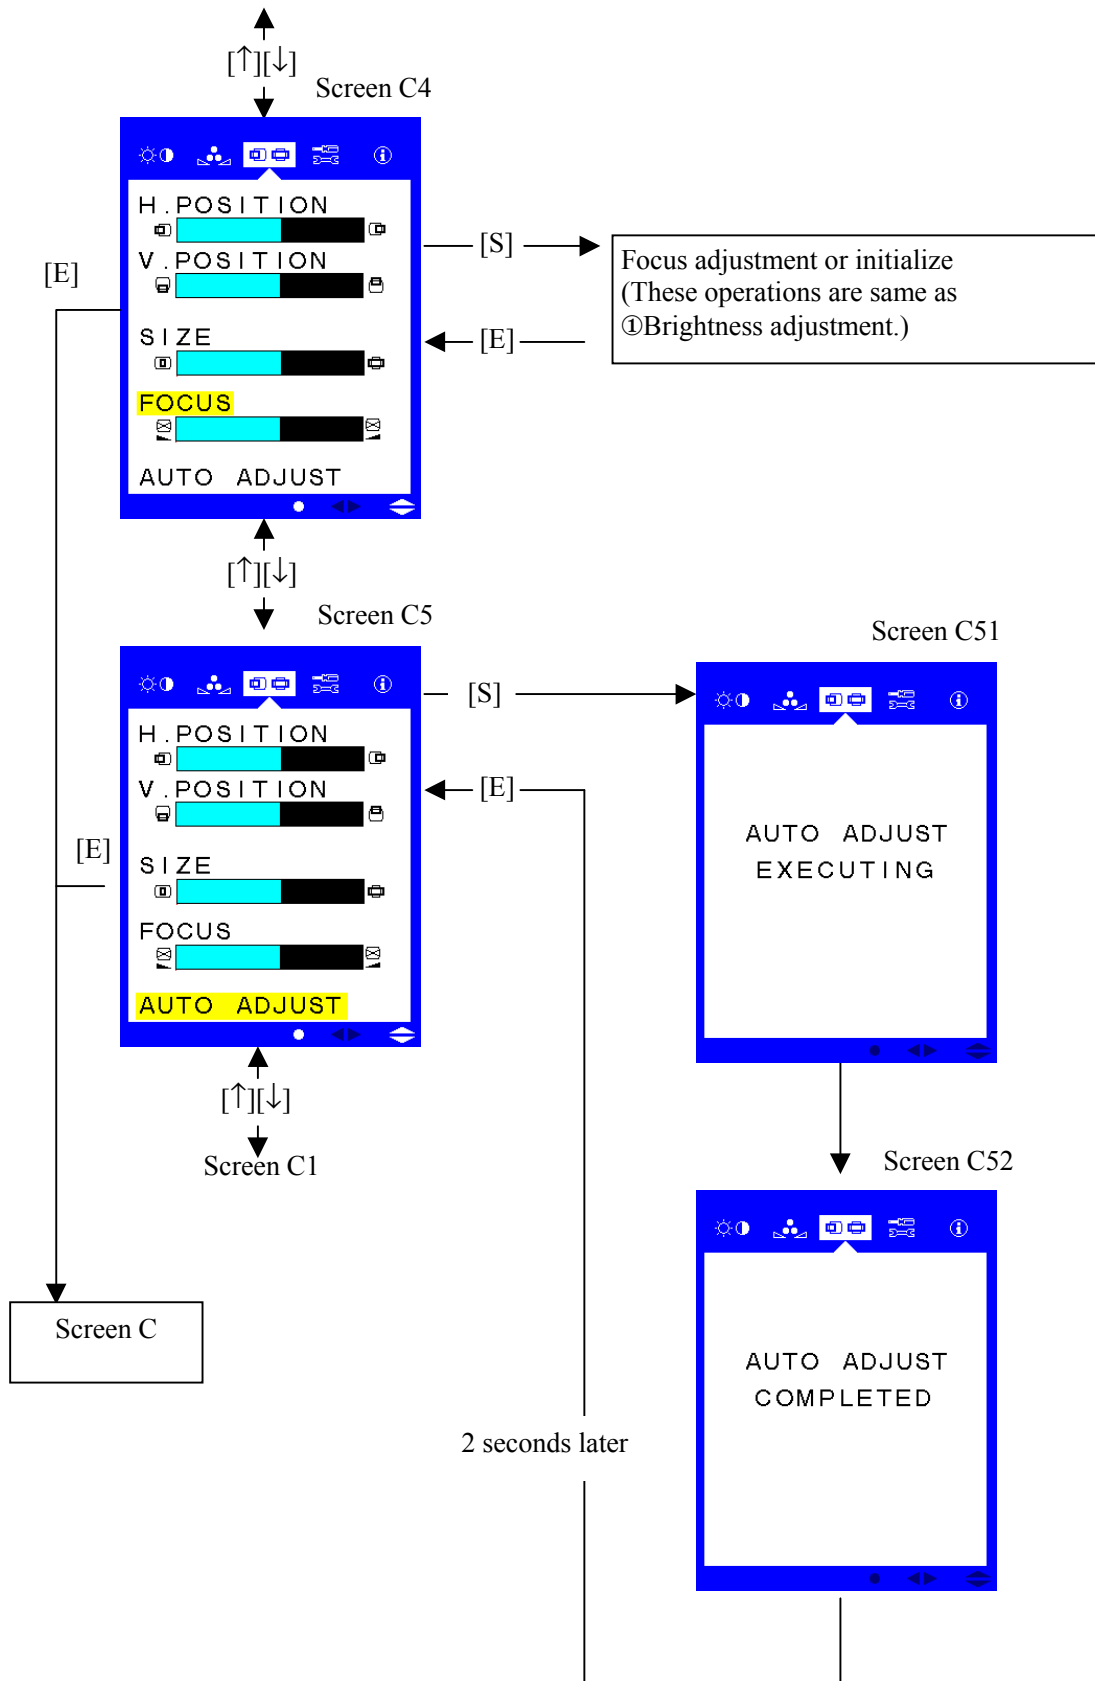 [↑][↓]
Screen C4
H.POSITION
V.POSITION
SIZE
FOCUS
AUTO ADJUST
[E]
[S]
[E]
Focus adjustment or initialize
(These operations are same as
①Brightness adjustment.)
[↑][↓]
Screen C5
H.POSITION
V.POSITION
SIZE
FOCUS
AUTO ADJUST
[E]
[S]
[E]
Screen C51
AUTO ADJUST
EXECUTING
[↑][↓]
Screen C1
Screen C52
AUTO ADJUST
COMPLETED
Screen C
2 seconds later